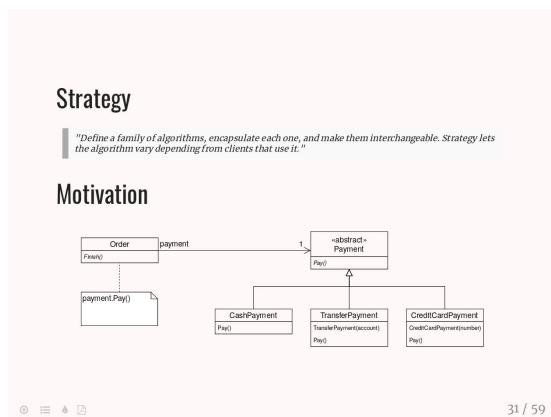 Strategy
"Define a family of algorithms, encapsulate each one, and make them interchangeable. Strategy lets
the algorithm vary depending from clients that use it."
Motivation
Order
Finish()
payment
1
«abstract»
Payment
Pay()
payment.Pay()
CashPayment
Pay()
TransferPayment
TransferPayment(account)
Pay()
CreditCardPayment
CreditCardPayment(number)
Pay()
31 / 59